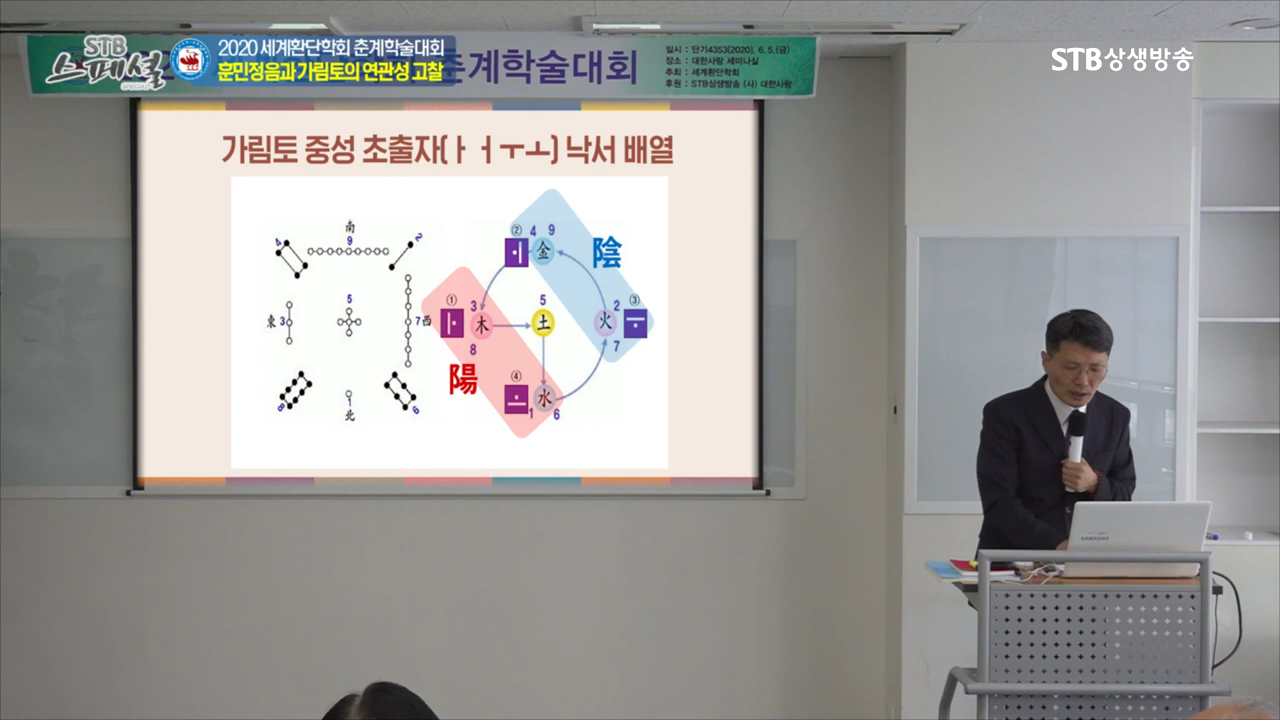 STB
스페셜
SPECIAL
2020 세계환단학회 춘계학술대회
훈민정음과 가림토의 연관성 고찰
춘계학술대회
일시 : 단기4353(2020), 6. 5.(금)
장소 : 대한사랑 세미나실
주최 : 세계환단학회
후원 : STB상생방송 (사) 대한사랑
STB상생방송
가림토 중성 초출자(ㅏㅓㅜㅗ) 낙서 배열
南
4
9
2
東 3
5
7 西
8
1
6
北
② 4 9
ㅓ 金
陰
① 3
ㅏ 木
8
5
土
2 ③
火 ㅜ
7
陽
④
ㅗ 水
1 6
SAMSUNG